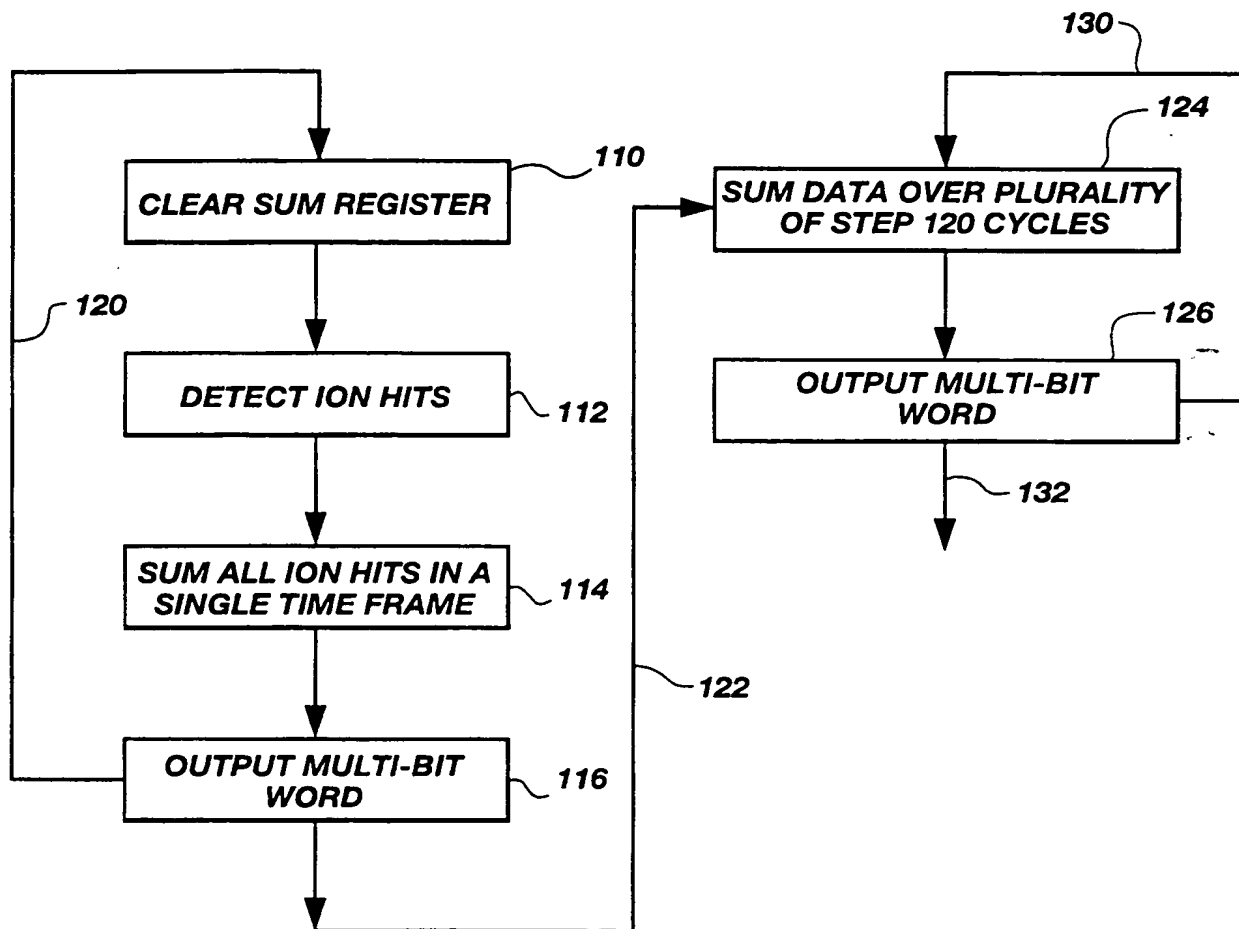 CLEAR SUM REGISTER
110
DETECT ION HITS
112
SUM ALL ION HITS IN A
SINGLE TIME FRAME
114
OUTPUT MULTI-BIT
WORD
116
120
122
130
SUM DATA OVER PLURALITY
OF STEP 120 CYCLES
124
OUTPUT MULTI-BIT
WORD
126
132